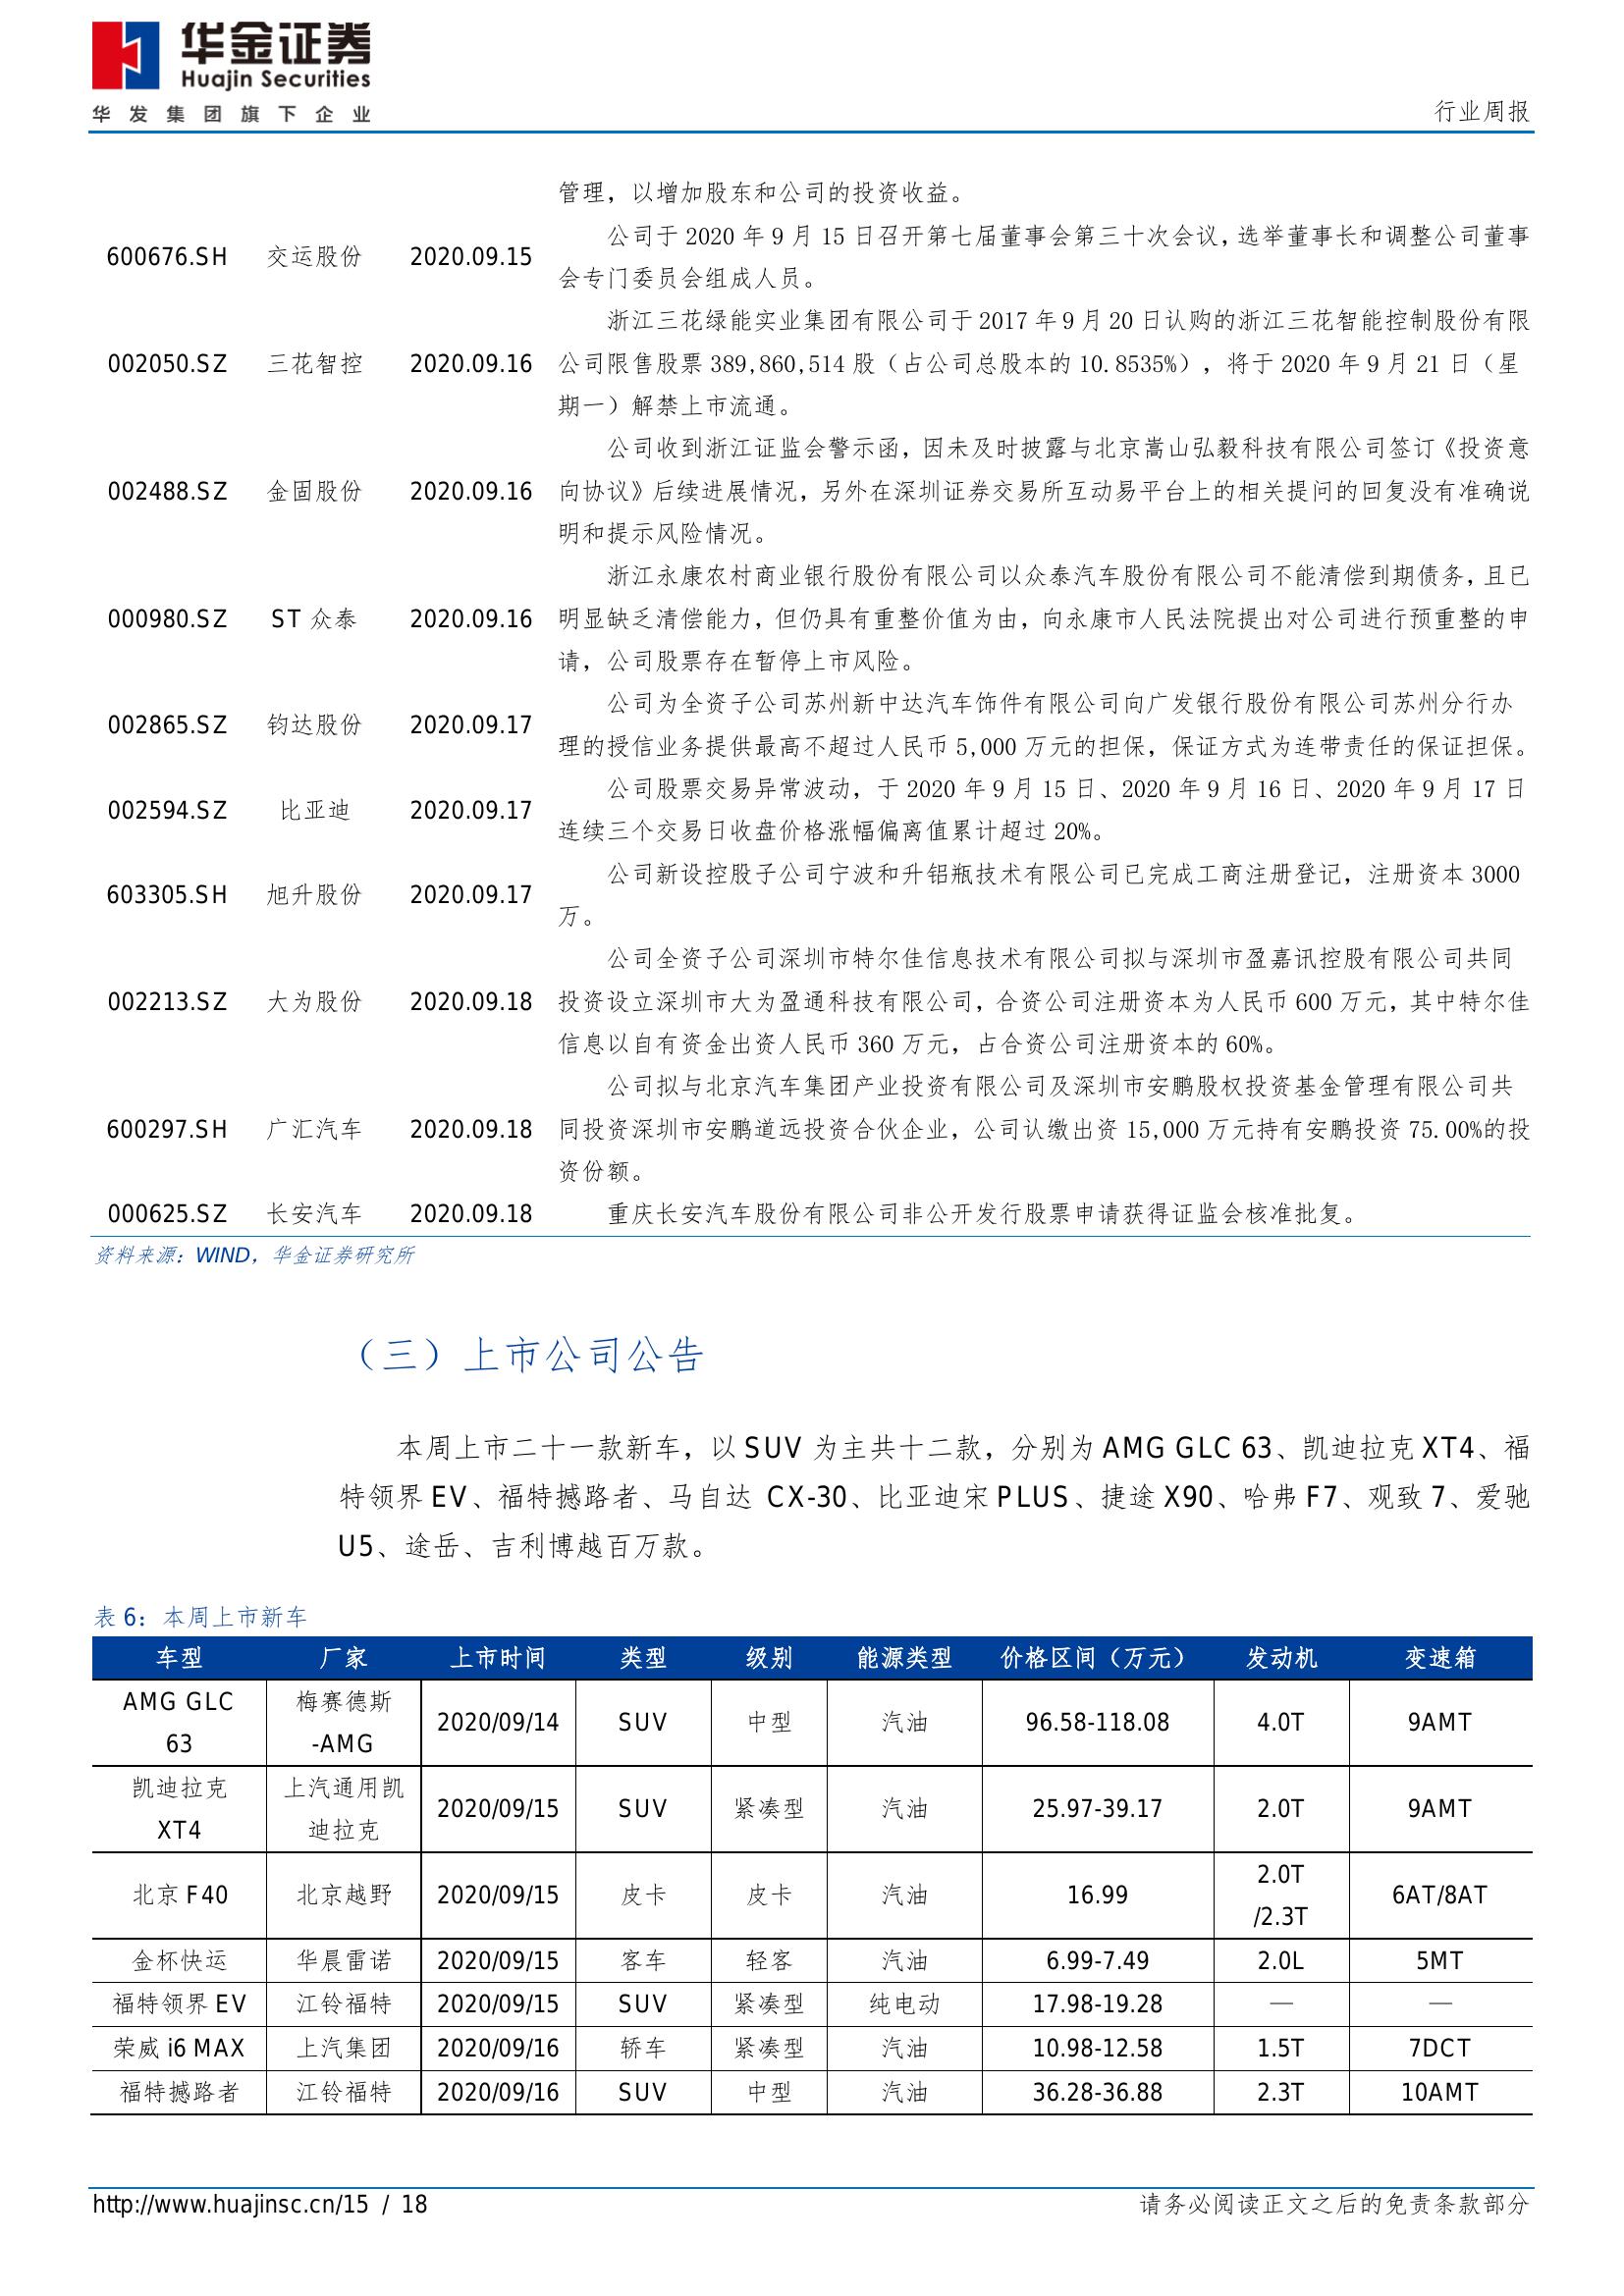 华金证券
Huajin Securities
华发集团旗下企业
行业周报
管理，以增加股东和公司的投资收益。
公司于 2020 年 9 月 15 日召开第七届董事会第三十次会议，选举董事长和调整公司董事
600676.SH 交运股份 2020.09.15
会专门委员会组成人员。
浙江三花绿能实业集团有限公司于 2017 年 9 月 20 日认购的浙江三花智能控制股份有限
002050.SZ 三花智控 2020.09.16 公司限售股票 389,860,514 股（占公司总股本的 10.8535%），将于 2020 年 9 月 21 日（星
期一）解禁上市流通。
公司收到浙江证监会警示函，因未及时披露与北京嵩山弘毅科技有限公司签订《投资意
002488.SZ 金固股份 2020.09.16 向协议》后续进展情况，另外在深圳证券交易所互动易平台上的相关提问的回复没有准确说
明和提示风险情况。
浙江永康农村商业银行股份有限公司以众泰汽车股份有限公司不能清偿到期债务，且已
000980.SZ ST 众泰 2020.09.16 明显缺乏清偿能力，但仍具有重整价值为由，向永康市人民法院提出对公司进行预重整的申
请，公司股票存在暂停上市风险。
公司为全资子公司苏州新中达汽车饰件有限公司向广发银行股份有限公司苏州分行办
002865.SZ 钧达股份 2020.09.17
理的授信业务提供最高不超过人民币 5,000 万元的担保，保证方式为连带责任的保证担保。
公司股票交易异常波动，于 2020 年 9 月 15 日、2020 年 9 月 16 日、2020 年 9 月 17 日
002594.SZ 比亚迪 2020.09.17
连续三个交易日收盘价格涨幅偏离值累计超过 20%。
公司新设控股子公司宁波和升铝瓶技术有限公司已完成工商注册登记，注册资本 3000
603305.SH 旭升股份 2020.09.17
万。
公司全资子公司深圳市特尔佳信息技术有限公司拟与深圳市盈嘉讯控股有限公司共同
002213.SZ 大为股份 2020.09.18 投资设立深圳市大为盈通科技有限公司，合资公司注册资本为人民币 600 万元，其中特尔佳
信息以自有资金出资人民币 360 万元，占合资公司注册资本的 60%。
公司拟与北京汽车集团产业投资有限公司及深圳市安鹏股权投资基金管理有限公司共
600297.SH 广汇汽车 2020.09.18 同投资深圳市安鹏道远投资合伙企业，公司认缴出资 15,000 万元持有安鹏投资 75.00%的投
资份额。
000625.SZ 长安汽车 2020.09.18 重庆长安汽车股份有限公司非公开发行股票申请获得证监会核准批复。
资料来源：WIND，华金证券研究所
（三）上市公司公告
本周上市二十一款新车，以 SUV 为主共十二款，分别为 AMG GLC 63、凯迪拉克 XT4、福
特领界 EV、福特撼路者、马自达 CX-30、比亚迪宋 PLUS、捷途 X90、哈弗 F7、观致 7、爱驰
U5、途岳、吉利博越百万款。
表 6：本周上市新车
车型 厂家 上市时间 类型 级别 能源类型 价格区间（万元） 发动机 变速箱
AMG GLC 63 梅赛德斯-AMG 2020/09/14 SUV 中型 汽油 96.58-118.08 4.0T 9AMT
凯迪拉克 XT4 上汽通用凯迪拉克 2020/09/15 SUV 紧凑型 汽油 25.97-39.17 2.0T 9AMT
北京 F40 北京越野 2020/09/15 皮卡 皮卡 汽油 16.99 2.0T/2.3T 6AT/8AT
金杯快运 华晨雷诺 2020/09/15 客车 轻客 汽油 6.99-7.49 2.0L 5MT
福特领界 EV 江铃福特 2020/09/15 SUV 紧凑型 纯电动 17.98-19.28 — —
荣威 i6 MAX 上汽集团 2020/09/16 轿车 紧凑型 汽油 10.98-12.58 1.5T 7DCT
福特撼路者 江铃福特 2020/09/16 SUV 中型 汽油 36.28-36.88 2.3T 10AMT
http://www.huajinsc.cn/15 / 18
请务必阅读正文之后的免责条款部分